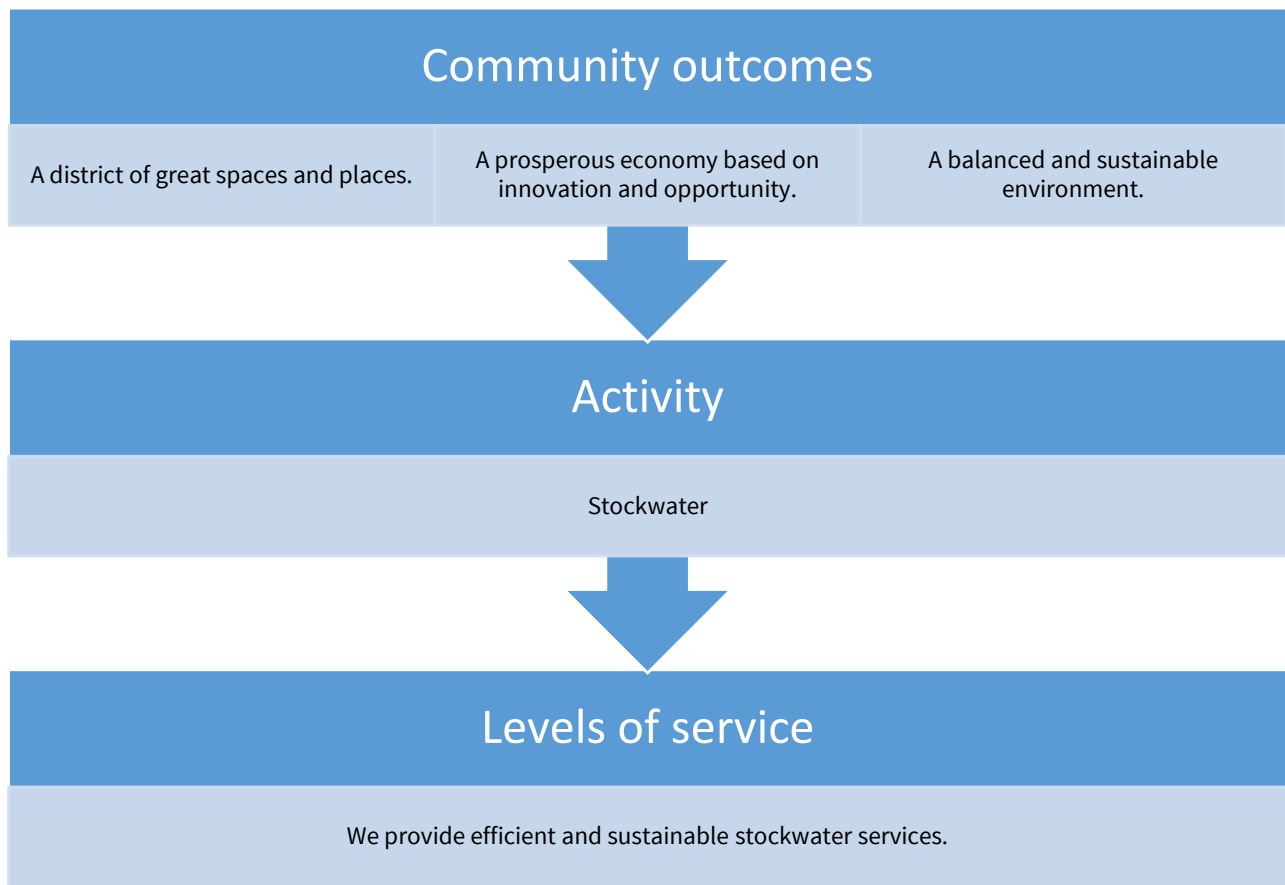 Community outcomes
A district of great spaces and places.
A prosperous economy based on
innovation and opportunity.
A balanced and sustainable
environment.
Activity
Stockwater
Levels of service
We provide efficient and sustainable stockwater services.